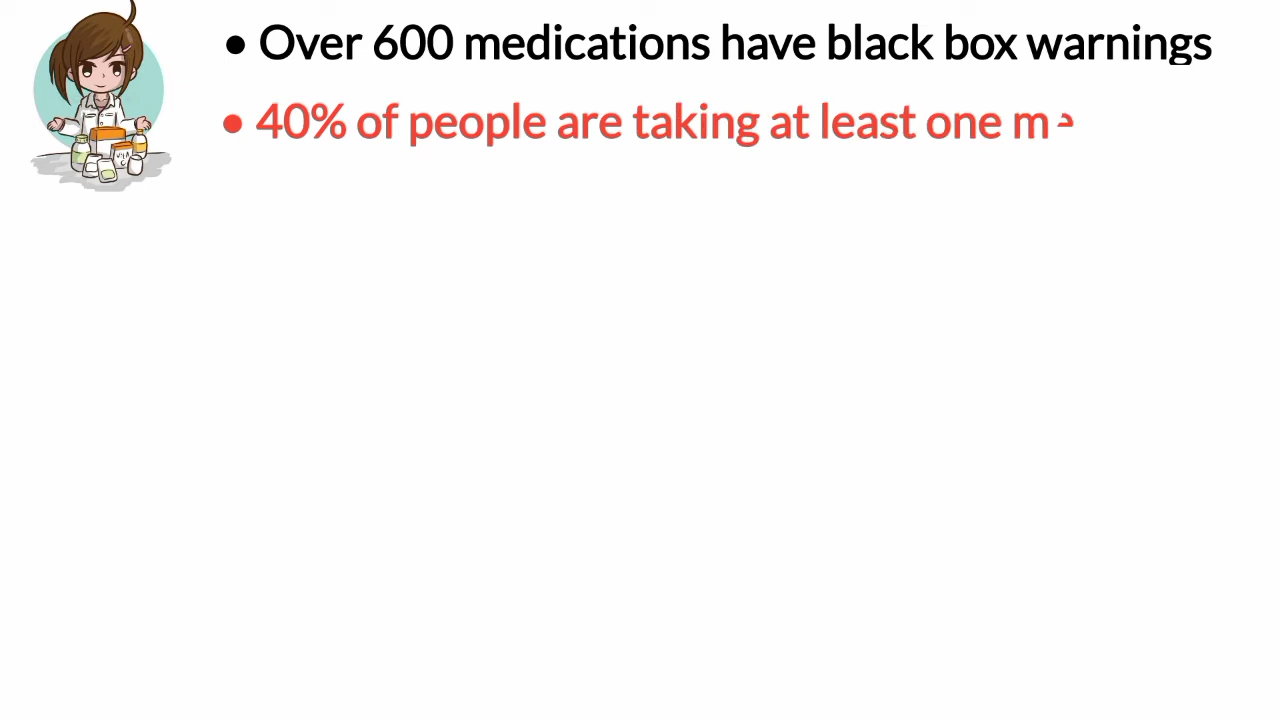 • Over 600 medications have black box warnings
• 40% of people are taking at least one m